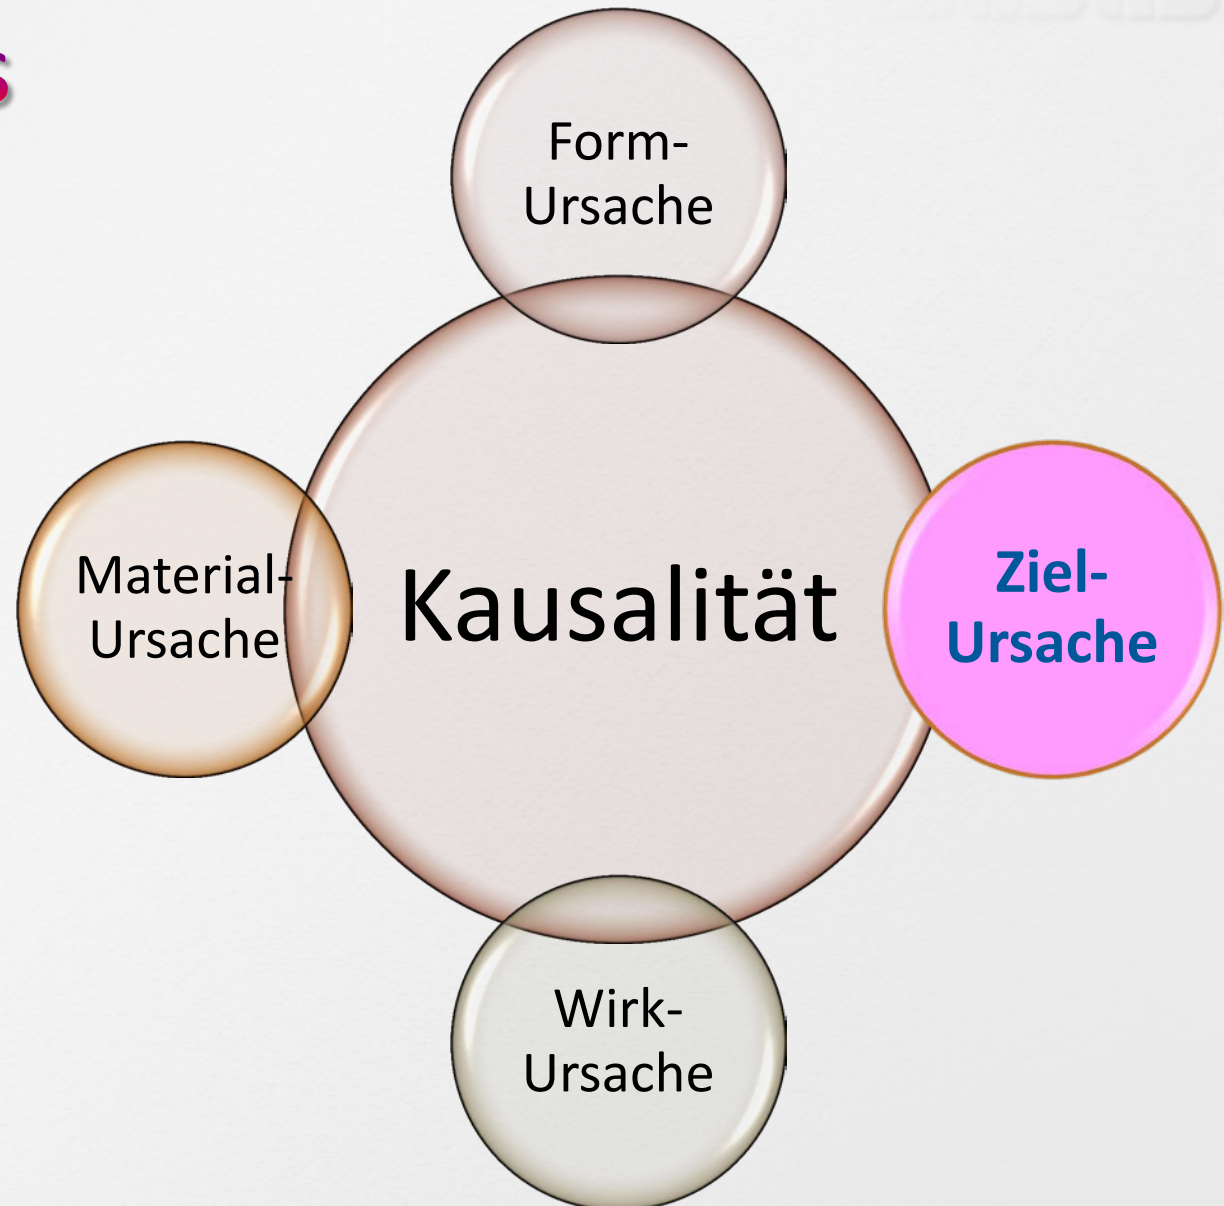 s
Form-
Ursache
Material-
Ursache
Kausalität
Ziel-
Ursache
Wirk-
Ursache